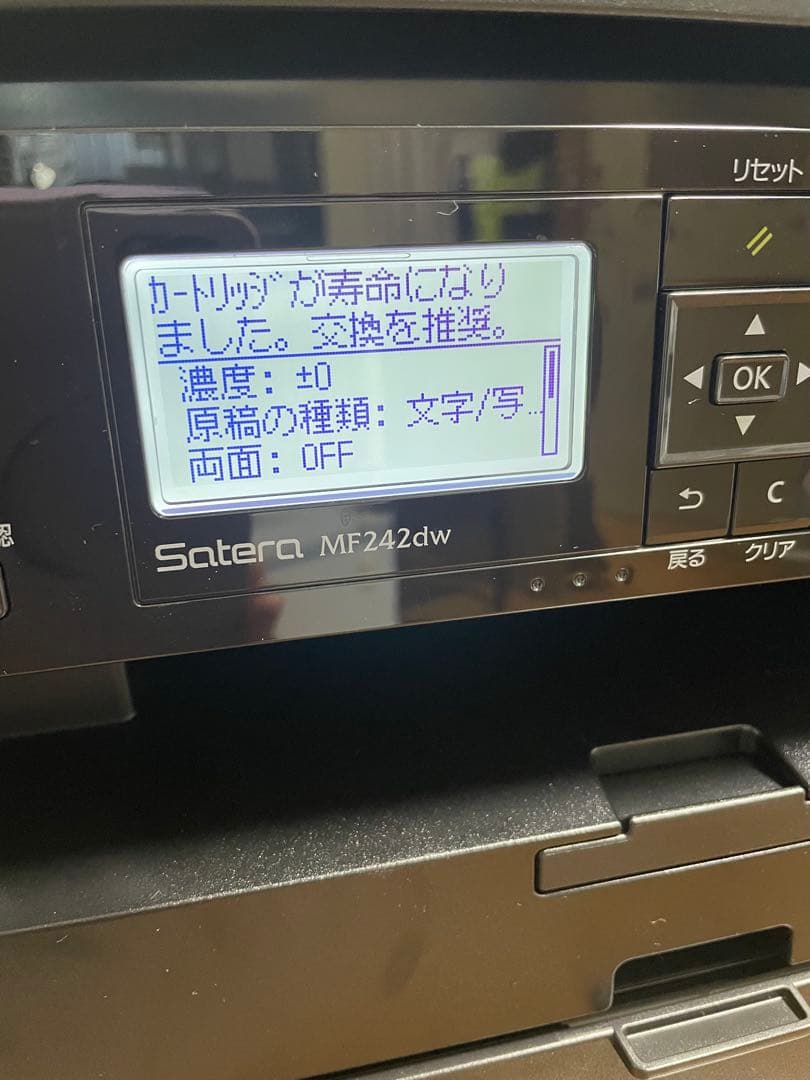 リセット
ｶｰﾄﾘｯｼﾞが寿命になり
ました。交換を推奨。
濃度: ±0
原稿の種類: 文字/写…
両面: OFF
OK
C
Satera MF242dw
戻る
クリア
認